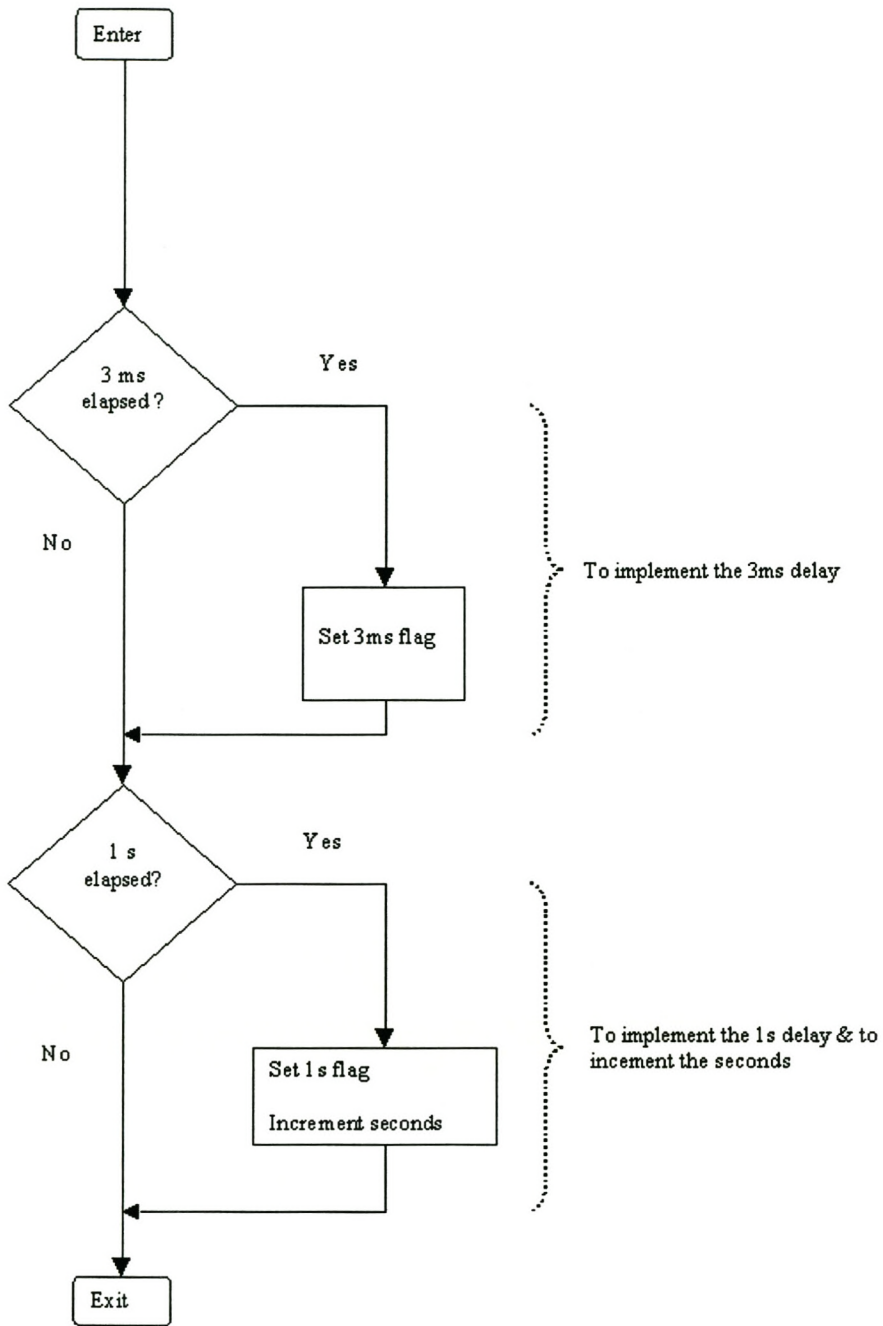 Enter
3 ms
elapsed ?
Yes
No
Set 3ms flag
To implement the 3ms delay
1 s
elapsed?
Yes
No
Set 1s flag
Increment seconds
To implement the 1s delay & to
incement the seconds
Exit